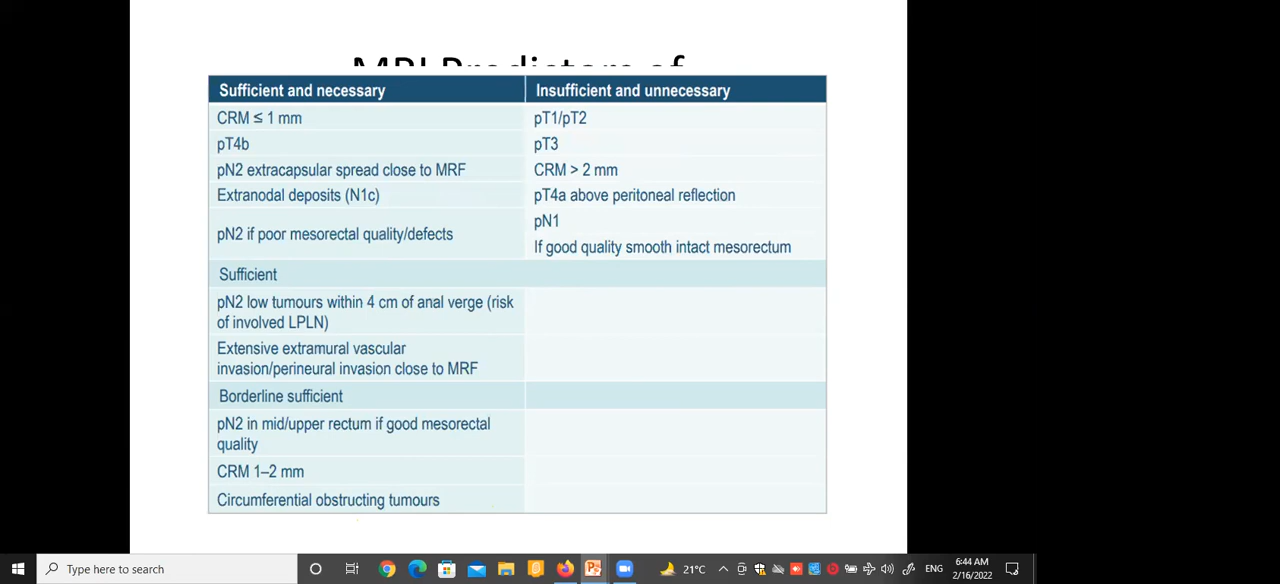 MRI Predictors of
Sufficient and necessary
Insufficient and unnecessary
CRM ≤ 1 mm
pT1/pT2
pT4b
pT3
pN2 extracapsular spread close to MRF
CRM > 2 mm
Extranodal deposits (N1c)
pT4a above peritoneal reflection
pN2 if poor mesorectal quality/defects
pN1
If good quality smooth intact mesorectum
Sufficient
pN2 low tumours within 4 cm of anal verge (risk
of involved LPLN)
Extensive extramural vascular
invasion/perineural invasion close to MRF
Borderline sufficient
pN2 in mid/upper rectum if good mesorectal
quality
CRM 1–2 mm
Circumferential obstructing tumours
Type here to search
21°C
ENG
6:44 AM
2/16/2022